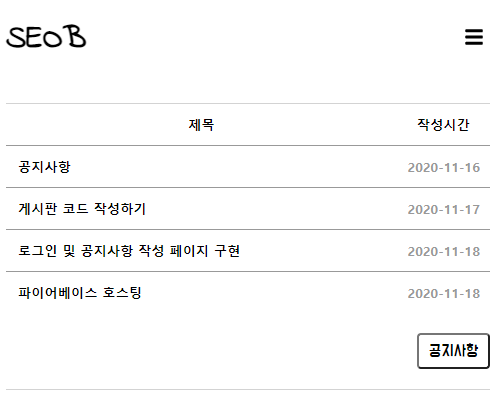 SEOB
제목 작성시간
공지사항 2020-11-16
게시판 코드 작성하기 2020-11-17
로그인 및 공지사항 작성 페이지 구현 2020-11-18
파이어베이스 호스팅 2020-11-18
공지사항